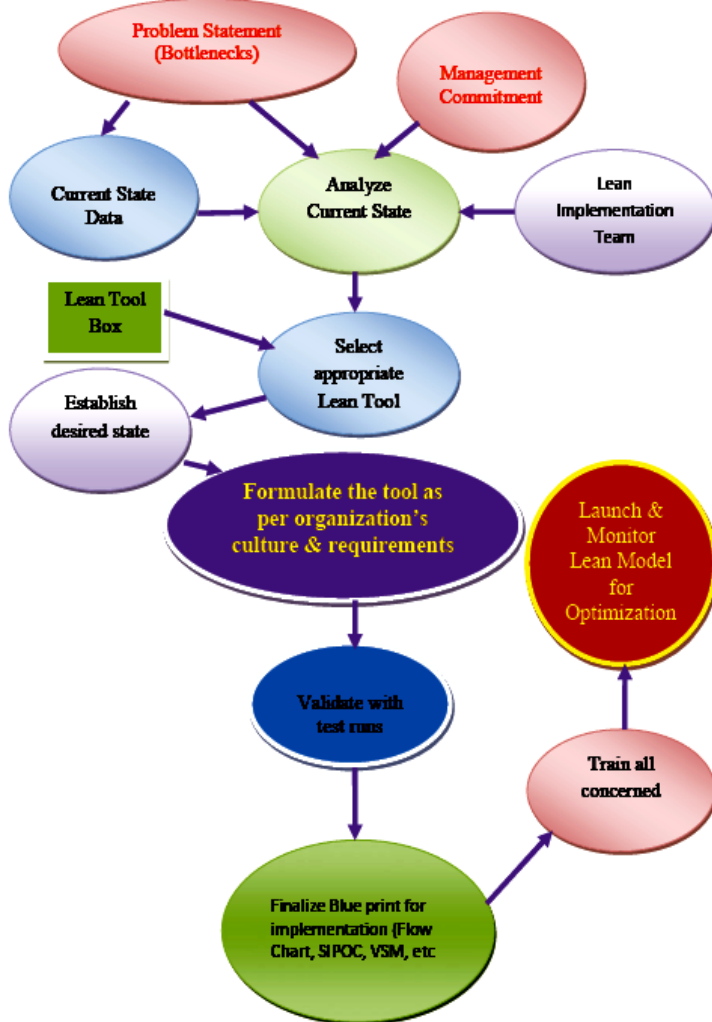 Problem Statement
(Bottlenecks)
Management
Commitment
Current State
Data
Analyze
Current State
Lean
Implementation
Team
Lean Tool
Box
Select
appropriate
Lean Tool
Establish
desired state
Formulate the tool as
per organization's
culture & requirements
Launch &
Monitor
Lean Model
for
Optimization
Validate with
test runs
Train all
concerned
Finalize Blue print for
implementation (Flow
Chart, SIPOC, VSM, etc